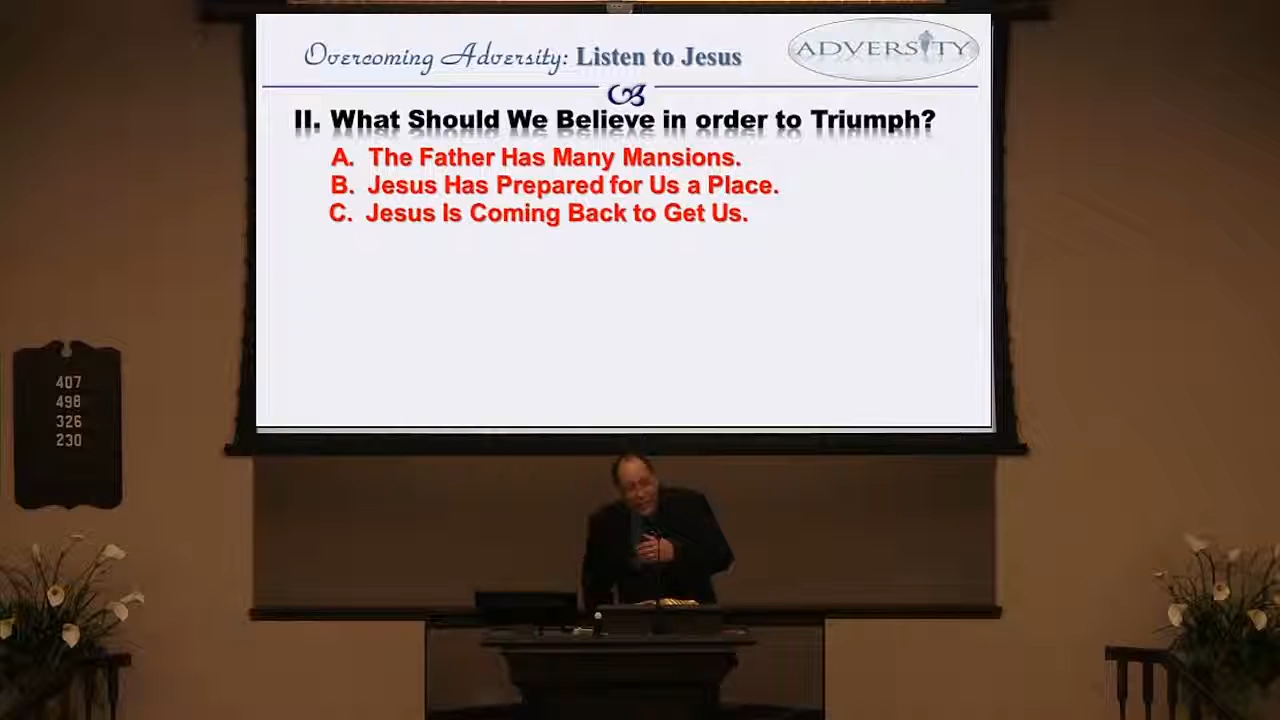 Overcoming Adversity: Listen to Jesus
ADVERSITY
II. What Should We Believe in order to Triumph?
A. The Father Has Many Mansions.
B. Jesus Has Prepared for Us a Place.
C. Jesus Is Coming Back to Get Us.
407
498
326
230